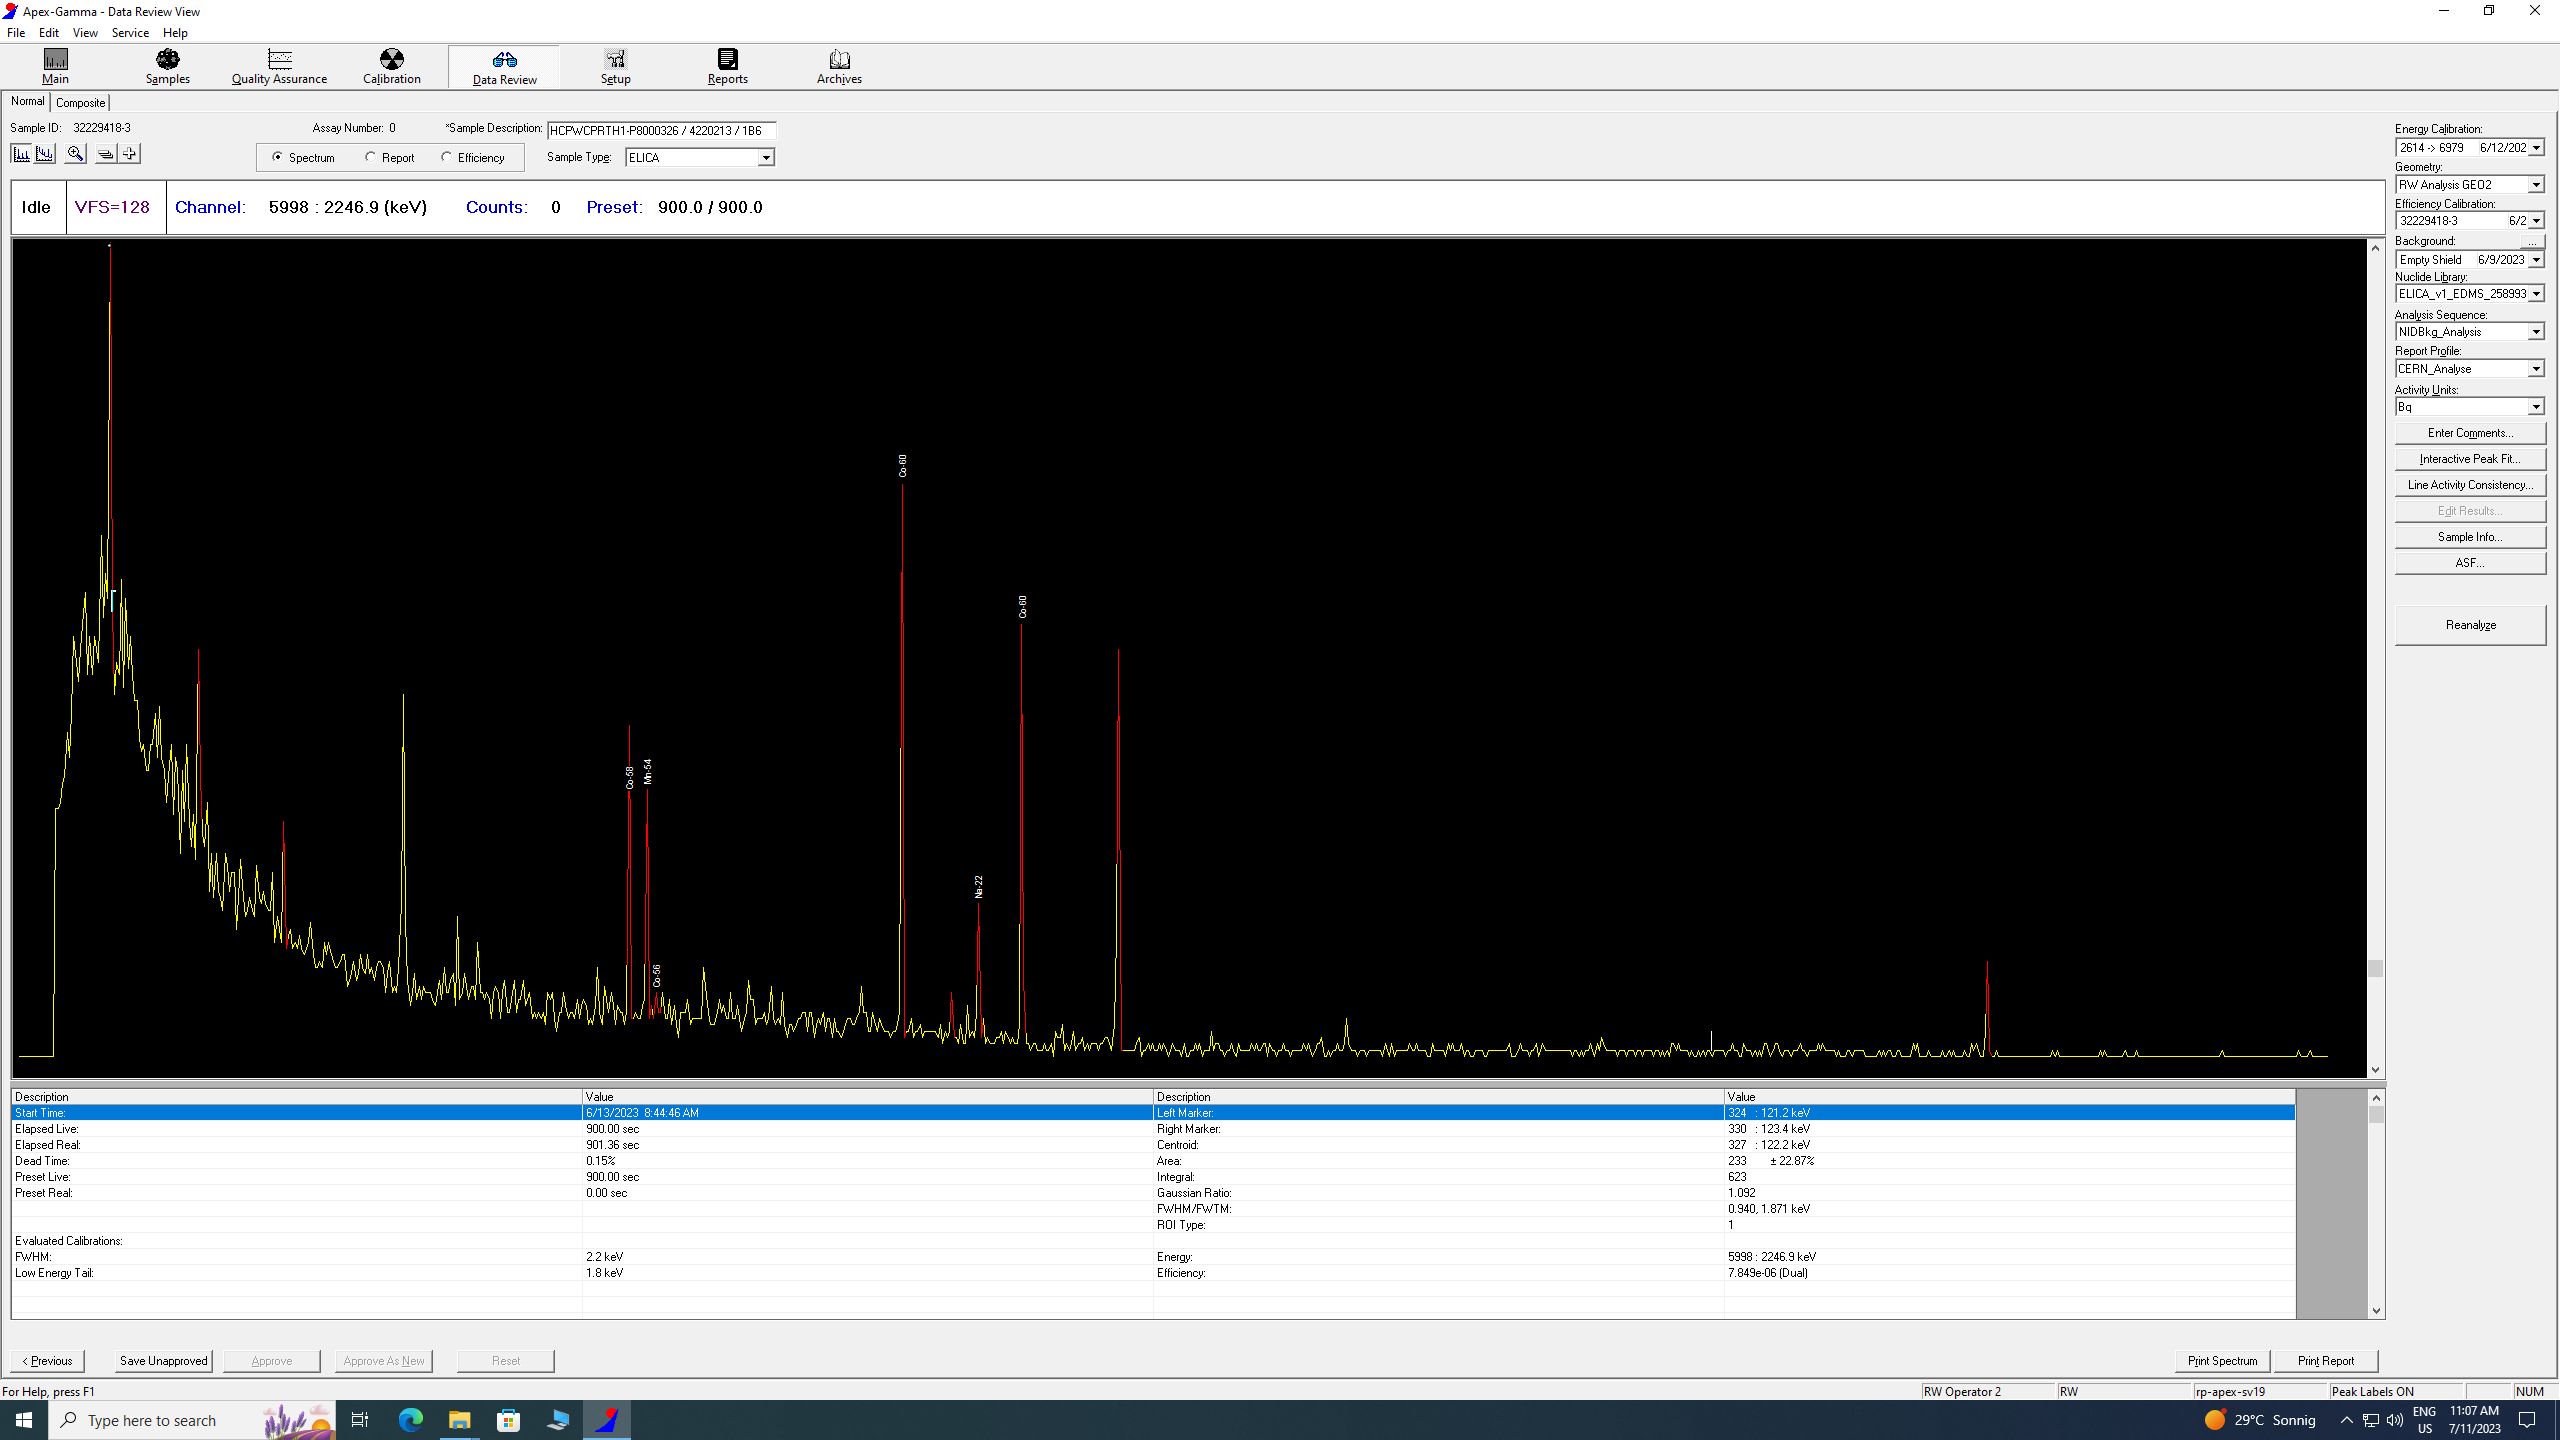 Apex-Gamma - Data Review View
File Edit View Service Help
Main Samples Quality Assurance Calibration Data Review Setup Reports Archives
Normal Composite
Sample ID: 32229418-3 Assay Number: 0 *Sample Description: HCPWCPRTH1-P8000326 / 4220213 / 1B6
Spectrum Report Efficiency Sample Type: ELICA
Idle VFS=128 Channel: 5998 : 2246.9 (keV) Counts: 0 Preset: 900.0 / 900.0
Co-60
Co-60
Co-58
Mn-54
Na-22
Co-56
Energy Calibration:
2614 -> 6979 6/12/202
Geometry:
RW Analysis GEO2
Efficiency Calibration:
32229418-3 6/2
Background: ...
Empty Shield 6/9/2023
Nuclide Library:
ELICA_v1_EDMS_258993
Analysis Sequence:
NIDBkg_Analysis
Report Profile:
CERN_Analyse
Activity Units:
Bq
Enter Comments...
Interactive Peak Fit...
Line Activity Consistency...
Edit Results...
Sample Info...
ASF...
Reanalyze
Description Value Description Value
Start Time: 6/13/2023 8:44:46 AM Left Marker: 324 : 121.2 keV
Elapsed Live: 900.00 sec Right Marker: 330 : 123.4 keV
Elapsed Real: 901.36 sec Centroid: 327 : 122.2 keV
Dead Time: 0.15% Area: 233 ± 22.87%
Preset Live: 900.00 sec Integral: 623
Preset Real: 0.00 sec Gaussian Ratio: 1.092
FWHM/FWTM: 0.940, 1.871 keV
ROI Type: 1
Evaluated Calibrations:
FWHM: 2.2 keV Energy: 5998 : 2246.9 keV
Low Energy Tail: 1.8 keV Efficiency: 7.849e-06 (Dual)
< Previous Save Unapproved Approve Approve As New Reset Print Spectrum Print Report
For Help, press F1 RW Operator 2 RW rp-apex-sv19 Peak Labels ON NUM
Type here to search 29°C Sonnig ENG 11:07 AM
US 7/11/2023